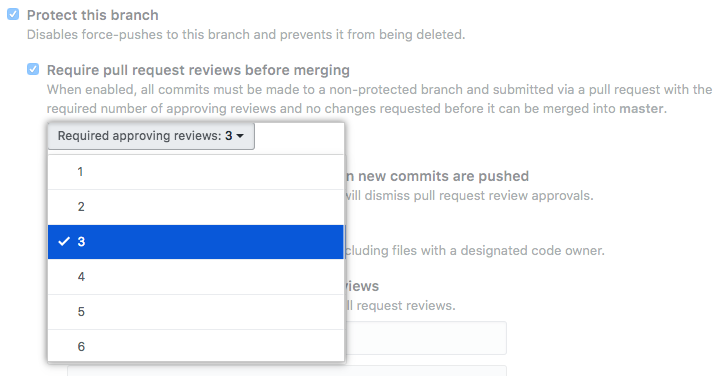 Protect this branch
Disables force-pushes to this branch and prevents it from being deleted.
Require pull request reviews before merging
When enabled, all commits must be made to a non-protected branch and submitted via a pull request with the
required number of approving reviews and no changes requested before it can be merged into master.
Required approving reviews: 3
1
n new commits are pushed
will dismiss pull request review approvals.
2
3
cluding files with a designated code owner.
4
views
5
ll request reviews.
6